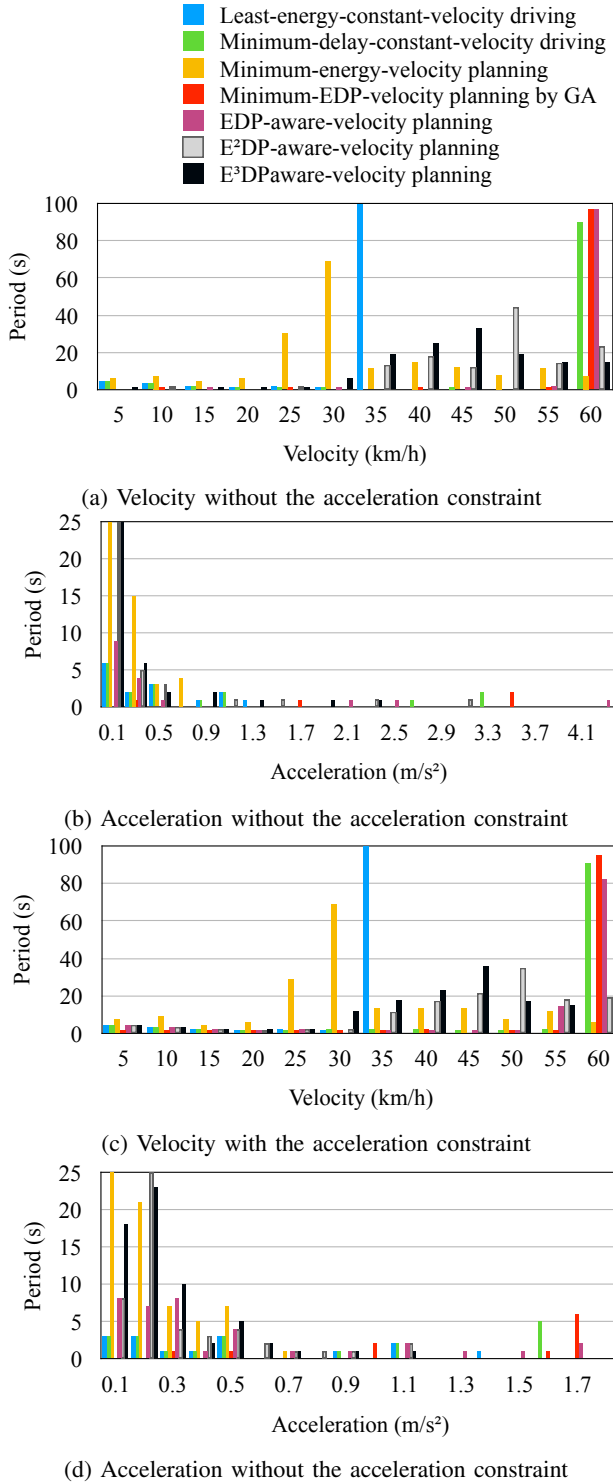 Least-energy-constant-velocity driving
Minimum-delay-constant-velocity driving
Minimum-energy-velocity planning
Minimum-EDP-velocity planning by GA
EDP-aware-velocity planning
E²DP-aware-velocity planning
E³DPaware-velocity planning
100
80
60
40
20
0
Period (s)
5 10 15 20 25 30 35 40 45 50 55 60
Velocity (km/h)
(a) Velocity without the acceleration constraint
25
20
15
10
5
0
Period (s)
0.1 0.5 0.9 1.3 1.7 2.1 2.5 2.9 3.3 3.7 4.1
Acceleration (m/s²)
(b) Acceleration without the acceleration constraint
100
80
60
40
20
0
Period (s)
5 10 15 20 25 30 35 40 45 50 55 60
Velocity (km/h)
(c) Velocity with the acceleration constraint
25
20
15
10
5
0
Period (s)
0.1 0.3 0.5 0.7 0.9 1.1 1.3 1.5 1.7
Acceleration (m/s²)
(d) Acceleration without the acceleration constraint